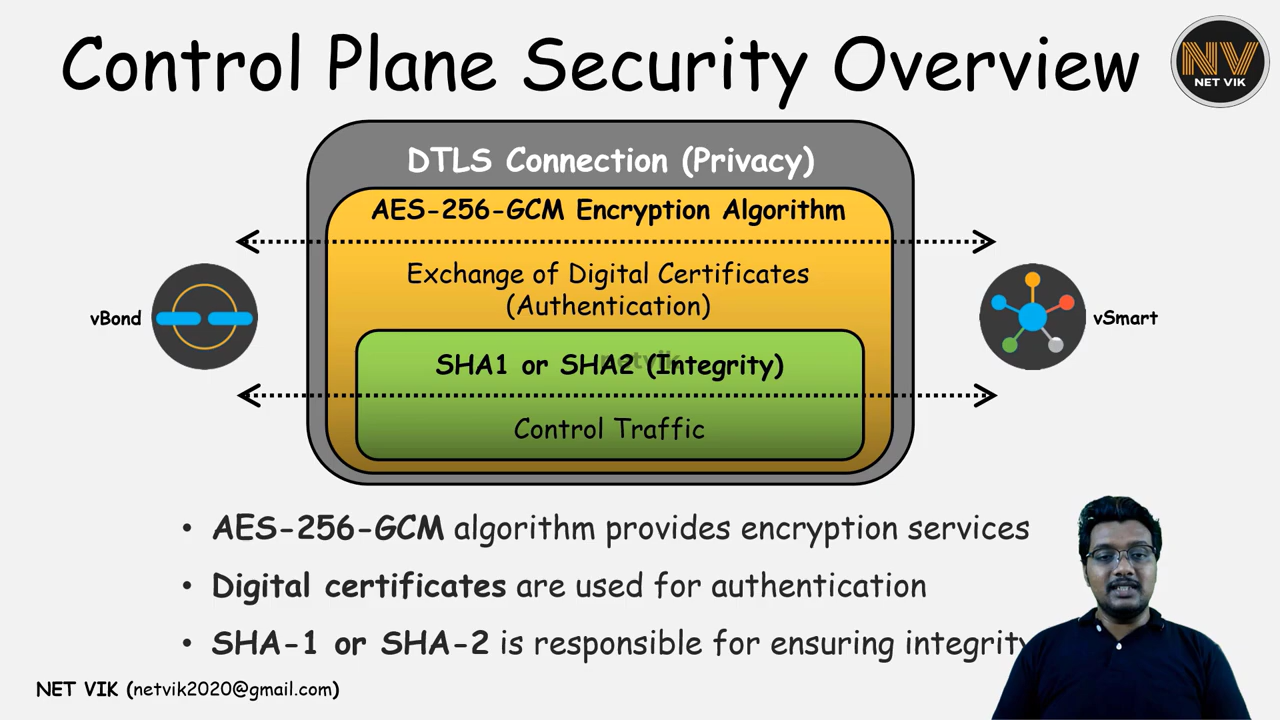 Control Plane Security Overview
NV
NET VIK
DTLS Connection (Privacy)
AES-256-GCM Encryption Algorithm
Exchange of Digital Certificates
(Authentication)
vBond
vSmart
netvik
SHA1 or SHA2 (Integrity)
Control Traffic
• AES-256-GCM algorithm provides encryption services
• Digital certificates are used for authentication
• SHA-1 or SHA-2 is responsible for ensuring integrity
NET VIK (netvik2020@gmail.com)